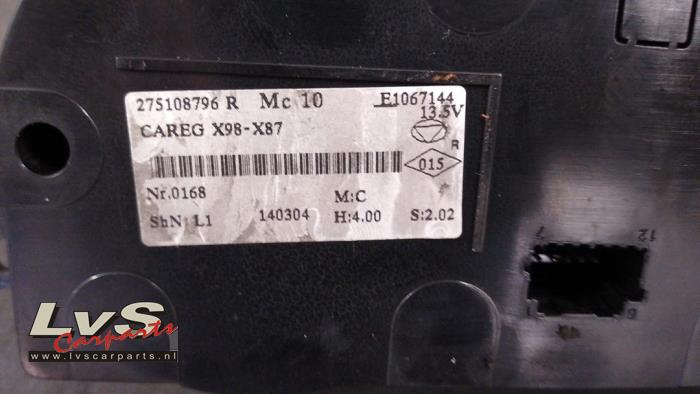 275108796 R Mc 10 E1067144
13.5V
CAREG X98-X87
R
015
Nr.0168 M:C
ShN: L1 140304 H:4.00 S:2.02
7 12
1 6
LvS
Carparts
www.lvscarparts.nl